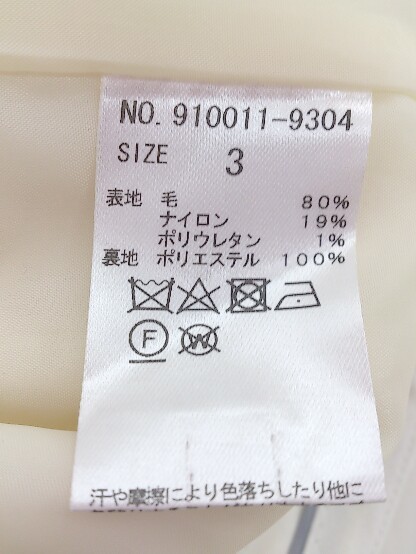 NO. 910011-9304
SIZE 3
表地 毛 80%
ナイロン 19%
ポリウレタン 1%
裏地 ポリエステル 100%
F W
汗や摩擦により色落ちしたり他に